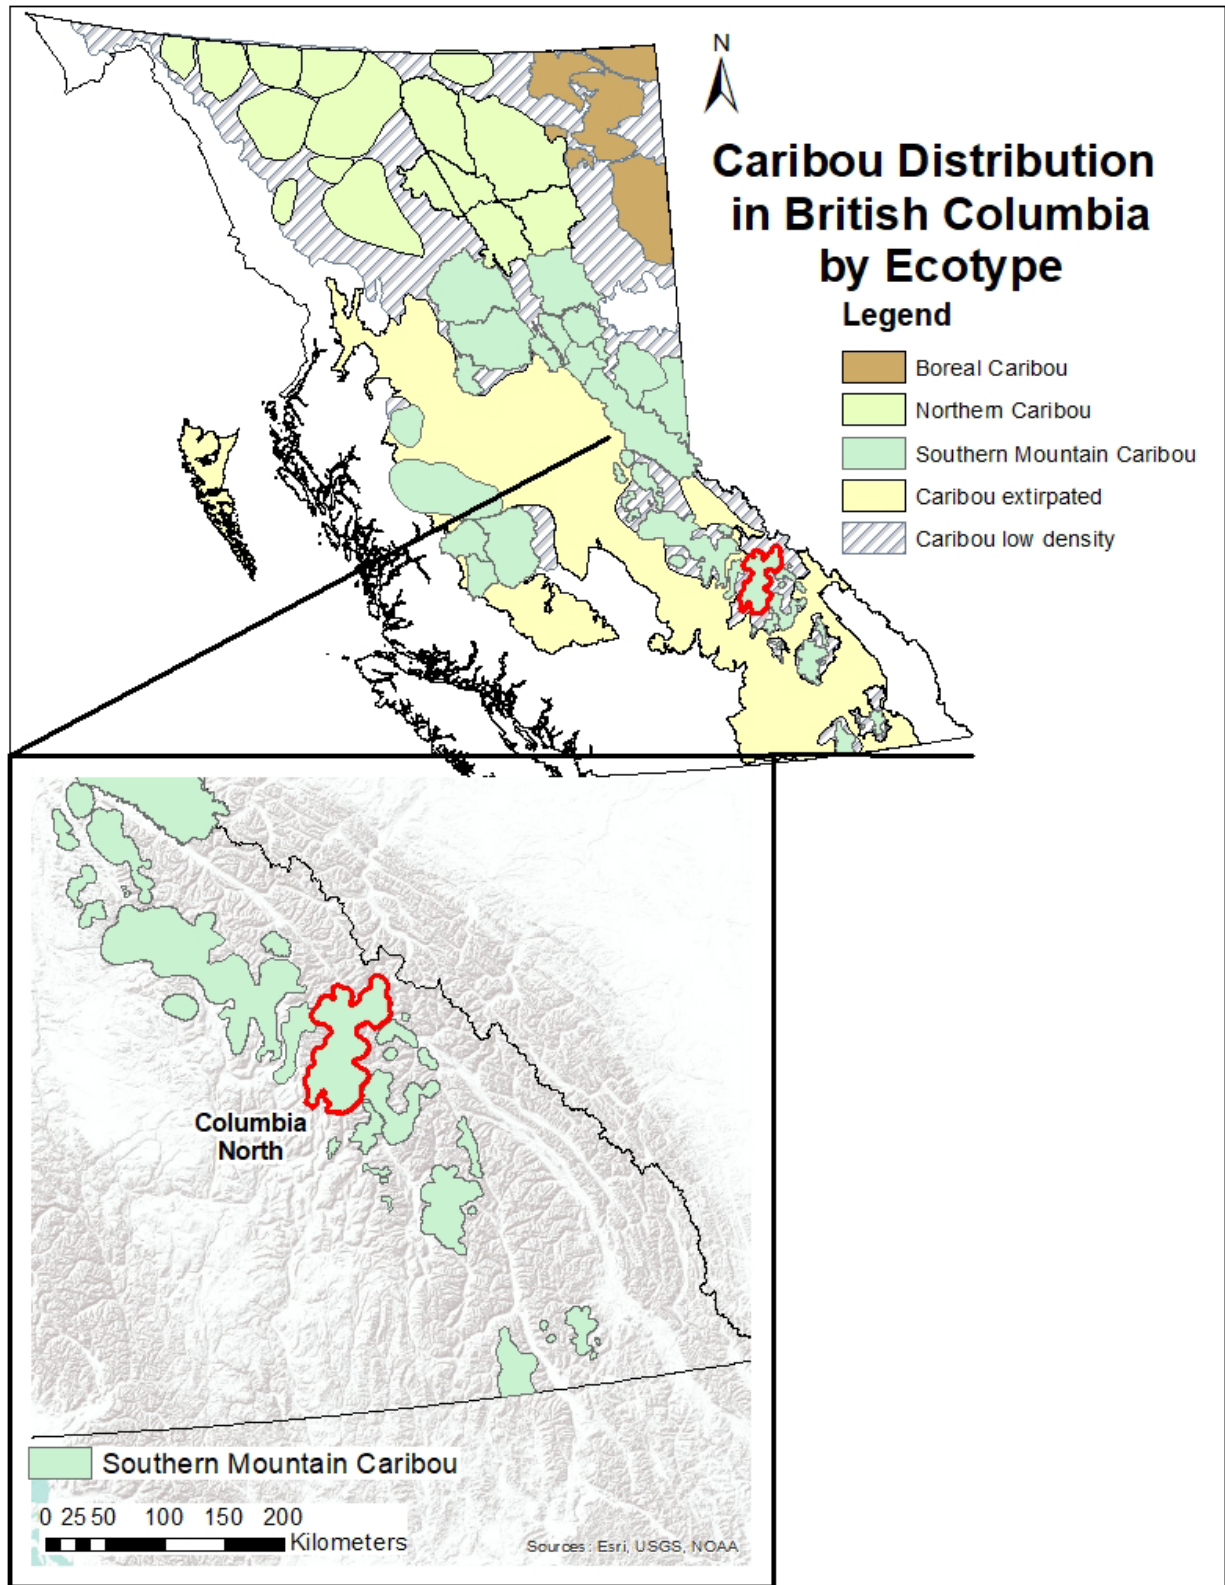 N
Caribou Distribution
in British Columbia
by Ecotype
Legend
Boreal Caribou
Northern Caribou
Southern Mountain Caribou
Caribou extirpated
Caribou low density
Columbia
North
Southern Mountain Caribou
0 25 50 100 150 200
Kilometers
Sources: Esri, USGS, NOAA